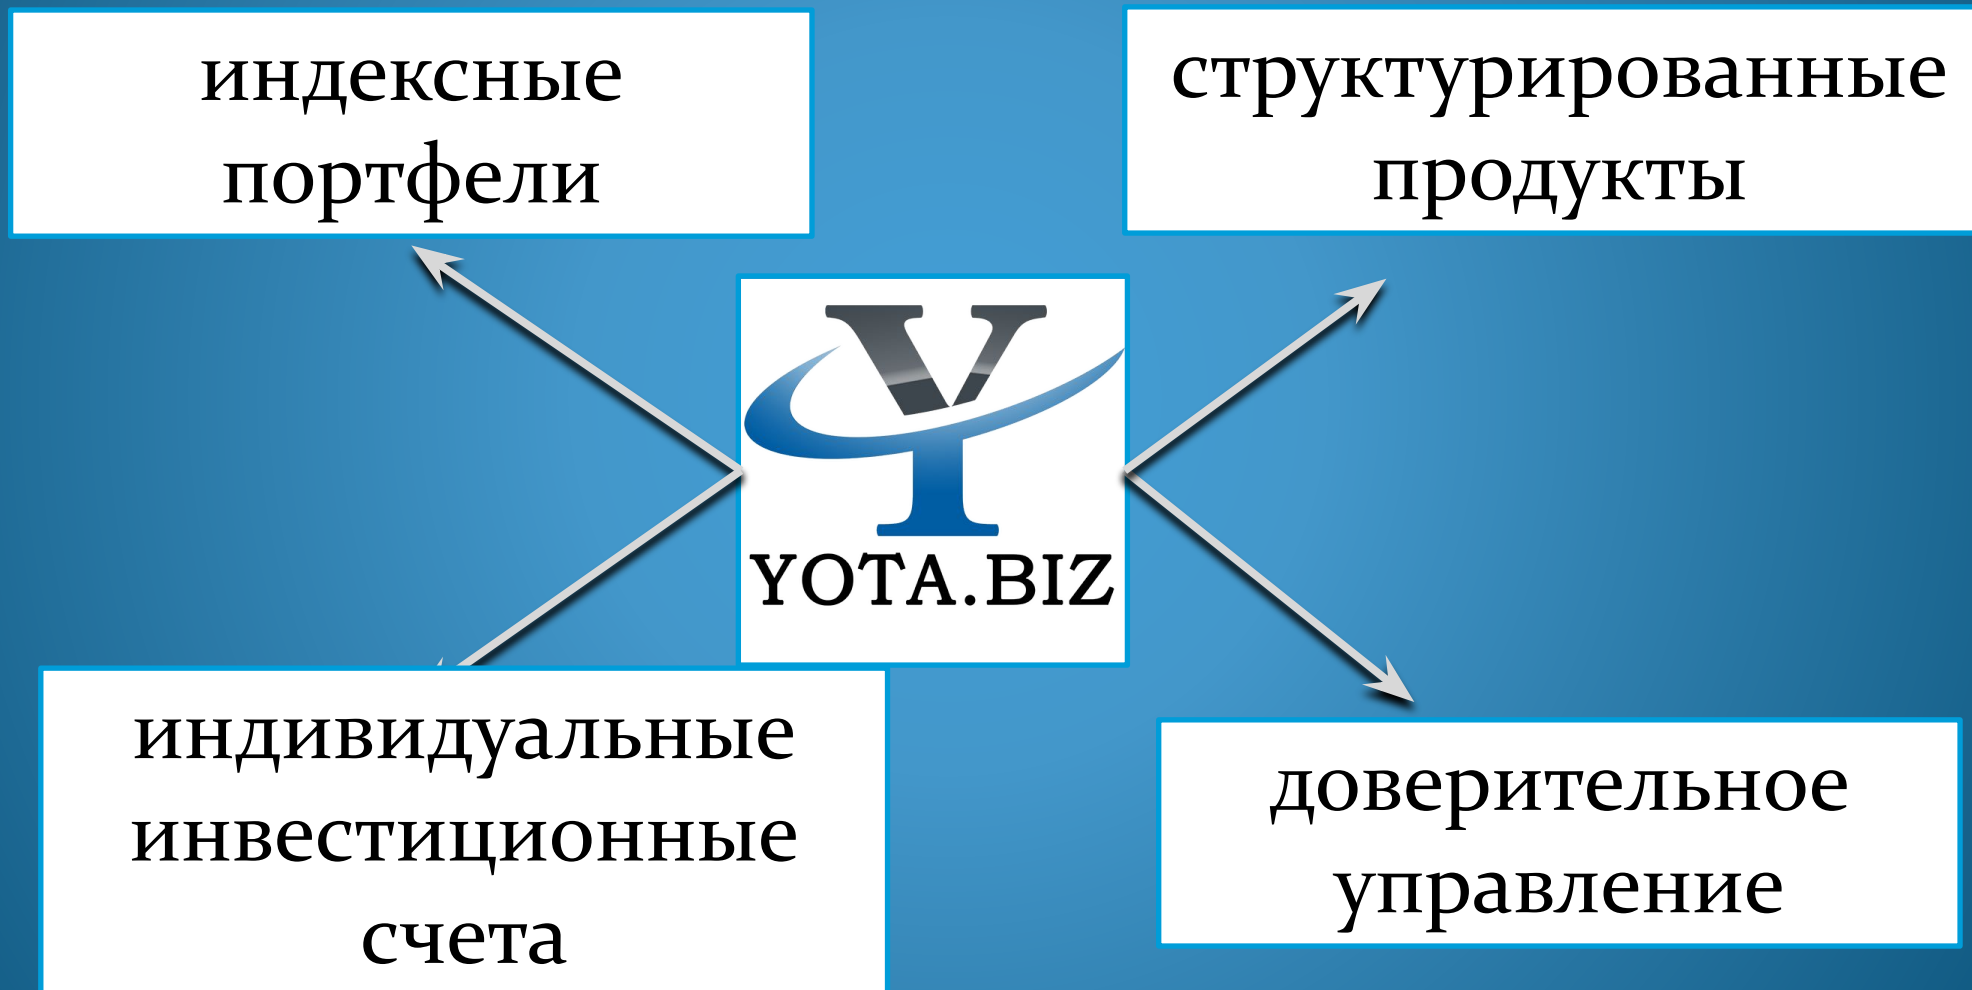 индексные
портфели
структурированные
продукты
YOTA.BIZ
индивидуальные
инвестиционные
счета
доверительное
управление